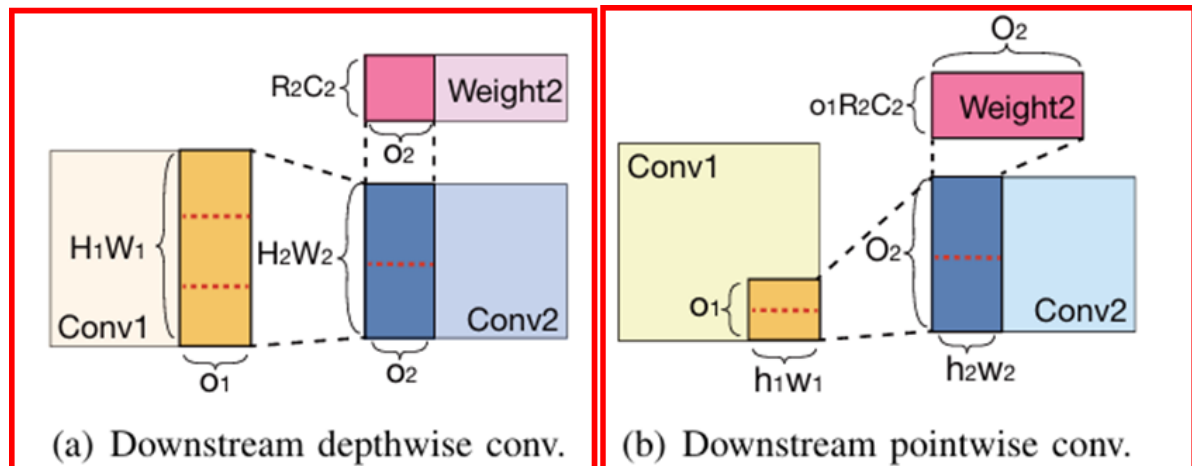 R2C2
Weight2
O2
H1W1
H2W2
Conv1
Conv2
O1
O2
(a) Downstream depthwise conv.
O2
O1R2C2
Weight2
Conv1
O2
O1
Conv2
h1w1
h2w2
(b) Downstream pointwise conv.